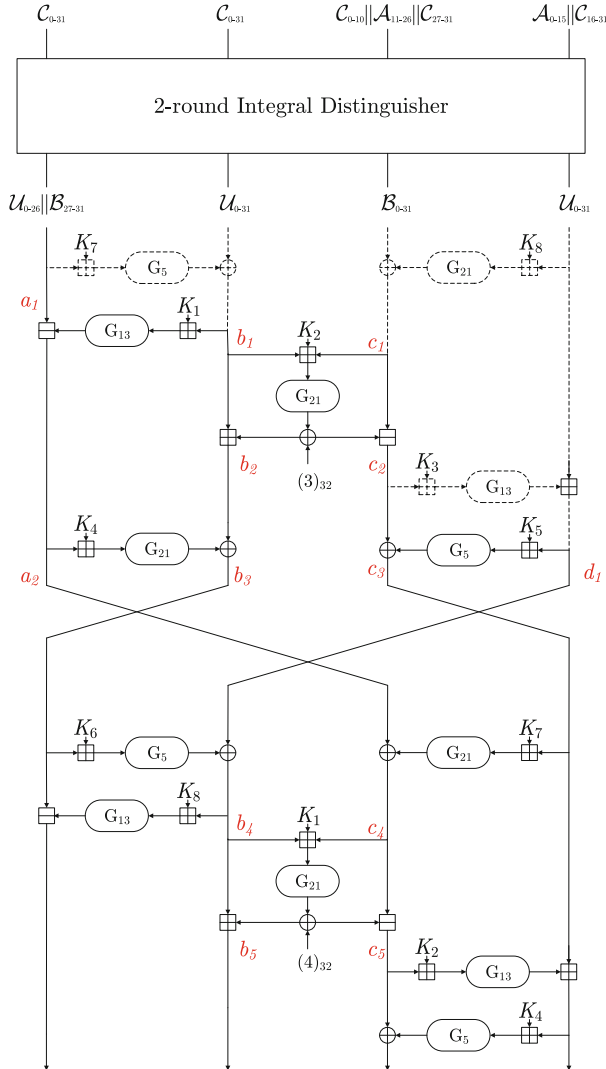 C₀₋₃₁ C₀₋₃₁ C₀₋₁₀||A₁₁₋₂₆||C₂₇₋₃₁ A₀₋₁₅||C₁₆₋₃₁
2-round Integral Distinguisher
U₀₋₂₆||B₂₇₋₃₁ U₀₋₃₁ B₀₋₃₁ U₀₋₃₁
K₇ K₈
G₅ G₂₁
a₁ K₁
G₁₃ b₁ K₂ c₁
G₂₁
b₂ (3)₃₂ c₂ K₃
G₁₃
K₄ K₅
G₂₁ G₅
a₂ b₃ c₃ d₁
K₆ K₇
G₅ G₂₁
K₈ K₁
G₁₃ b₄ c₄
G₂₁
b₅ (4)₃₂ c₅ K₂
G₁₃
K₄
G₅